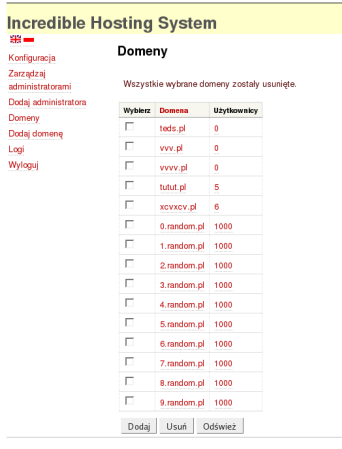 Incredible Hosting System
Konfiguracja
Zarządzaj
administratorami
Dodaj administratora
Domeny
Dodaj domenę
Logi
Wyloguj
Domeny
Wszystkie wybrane domeny zostały usunięte.
Wybierz Domena Użytkownicy
teds.pl 0
vvv.pl 0
vvvv.pl 0
tutut.pl 5
xcvxcv.pl 6
0.random.pl 1000
1.random.pl 1000
2.random.pl 1000
3.random.pl 1000
4.random.pl 1000
5.random.pl 1000
6.random.pl 1000
7.random.pl 1000
8.random.pl 1000
9.random.pl 1000
Dodaj Usuń Odśwież